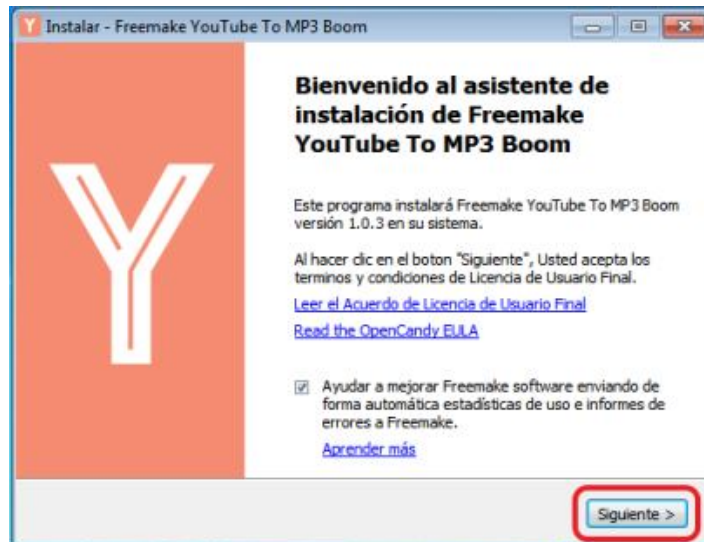 Instalar - Freemake YouTube To MP3 Boom
Bienvenido al asistente de
instalación de Freemake
YouTube To MP3 Boom
Este programa instalará Freemake YouTube To MP3 Boom
versión 1.0.3 en su sistema.
Al hacer clic en el boton "Siguiente", Usted acepta los
terminos y condiciones de Licencia de Usuario Final.
Leer el Acuerdo de Licencia de Usuario Final
Read the OpenCandy EULA
Ayudar a mejorar Freemake software enviando de
forma automática estadísticas de uso e informes de
errores a Freemake.
Aprender más
Siguiente >